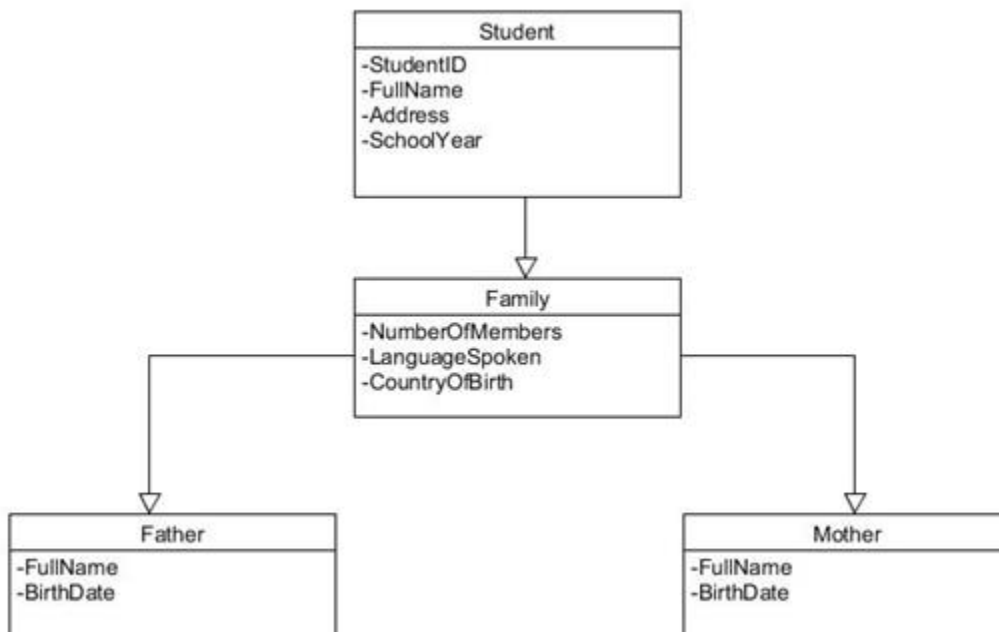 Student
-StudentID
-FullName
-Address
-SchoolYear
Family
-NumberOfMembers
-LanguageSpoken
-CountryOfBirth
Father
-FullName
-BirthDate
Mother
-FullName
-BirthDate